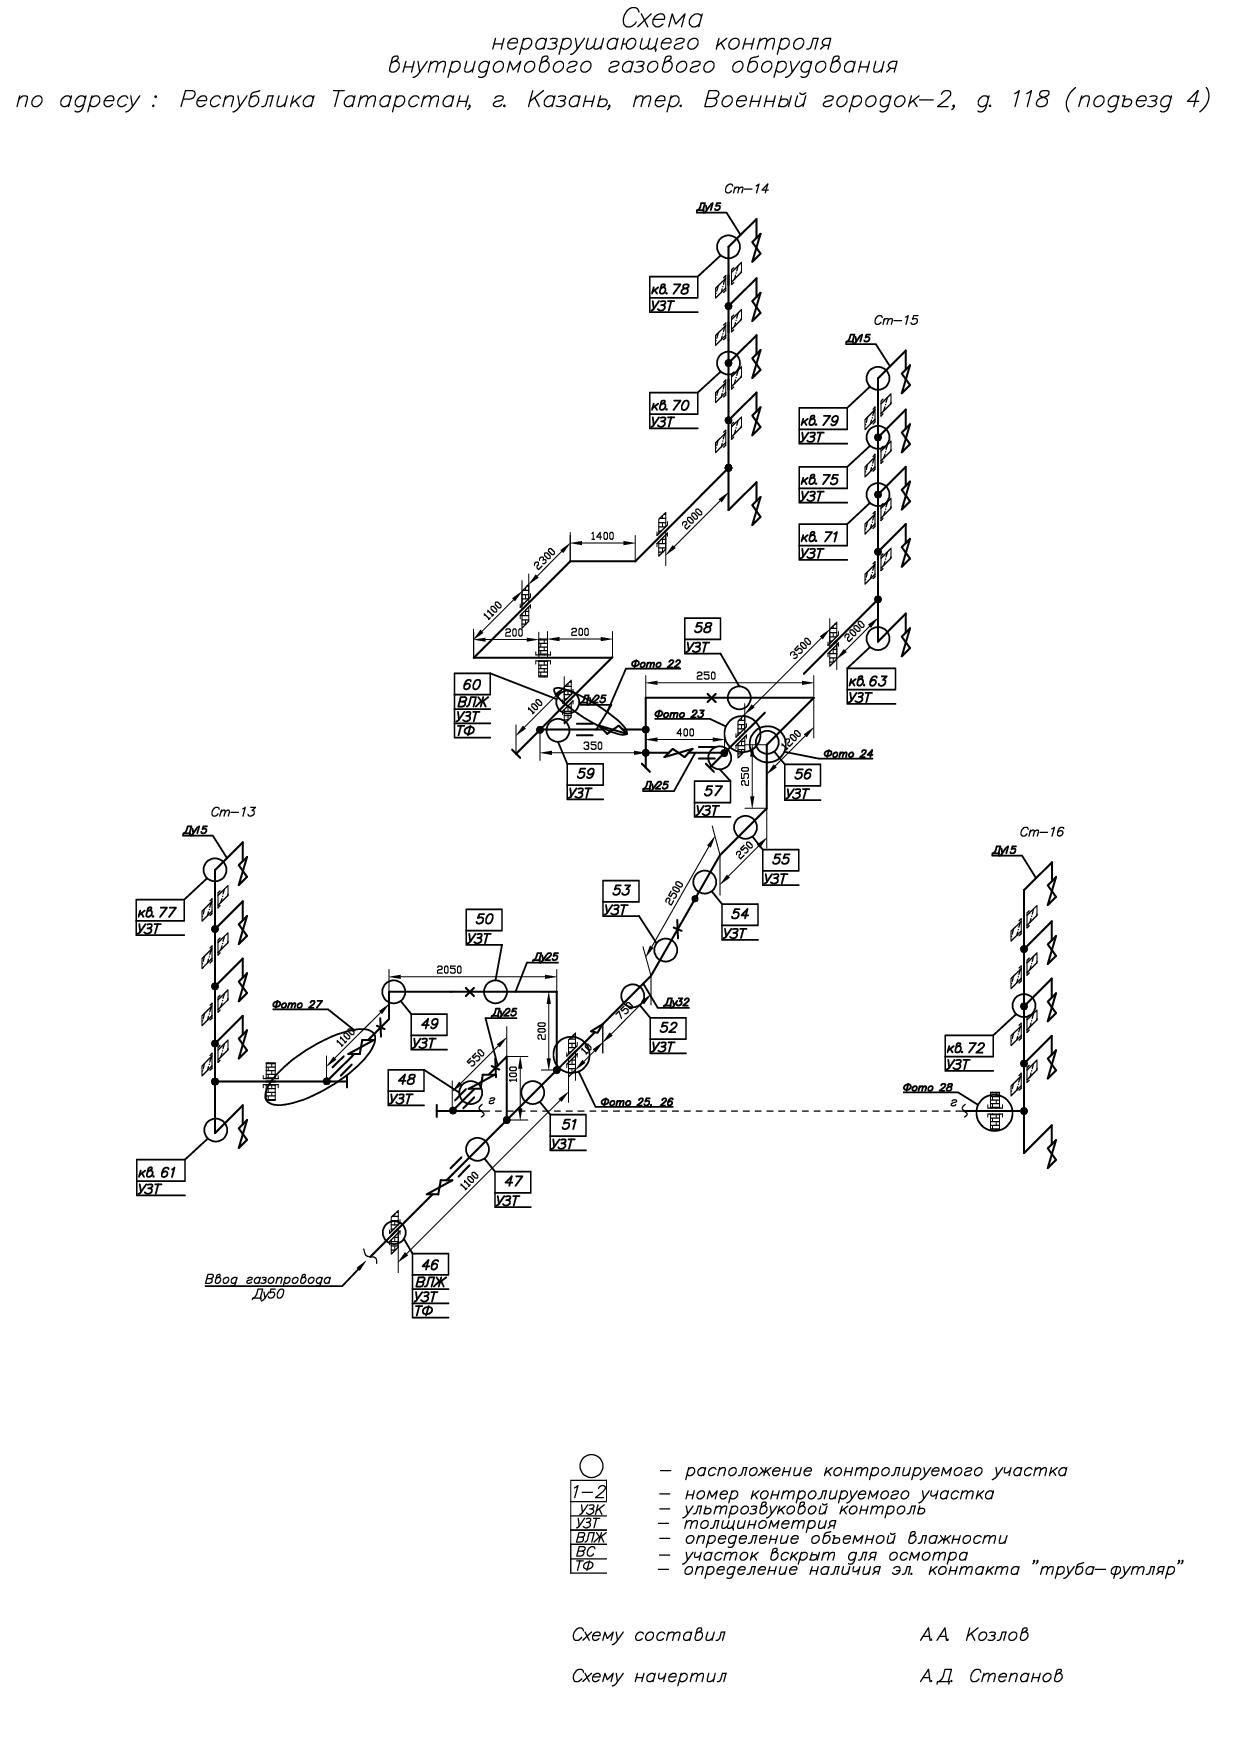 Схема
неразрушающего контроля
внутридомового газового оборудования
по адресу : Республика Татарстан, г. Казань, тер. Военный городок-2, д. 118 (подъезд 4)
Ст-14
Ду15
кв. 78
УЗТ
Ст-15
Ду15
кв. 70
УЗТ
кв. 79
УЗТ
кв. 75
УЗТ
кв. 71
УЗТ
2000
1400
2300
1100
200
200
58
УЗТ
3500
2000
Фото 22
250
кв. 63
УЗТ
60
ВЛЖ
УЗТ
ТФ
Ду25
100
Фото 23
400
350
1200
Фото 24
59
УЗТ
Ду25
57
УЗТ
250
56
УЗТ
Ст-13
Ду15
Ст-16
Ду15
250
55
УЗТ
кв. 77
УЗТ
53
УЗТ
2500
54
УЗТ
50
УЗТ
Ду25
2050
Фото 27
1100
49
УЗТ
Ду25
200
Ду32
750
52
УЗТ
кв. 72
УЗТ
550
100
10
48
УЗТ
г
Фото 25, 26
Фото 28
г
51
УЗТ
кв. 61
УЗТ
47
УЗТ
1100
46
ВЛЖ
УЗТ
ТФ
Ввод газопровода
Ду50
– расположение контролируемого участка
1-2 – номер контролируемого участка
УЗК – ультрозвуковой контроль
УЗТ – толщинометрия
ВЛЖ – определение объемной влажности
ВС – участок вскрыт для осмотра
ТФ – определение наличия эл. контакта "труба-футляр"
Схему составил А.А. Козлов
Схему начертил А.Д. Степанов